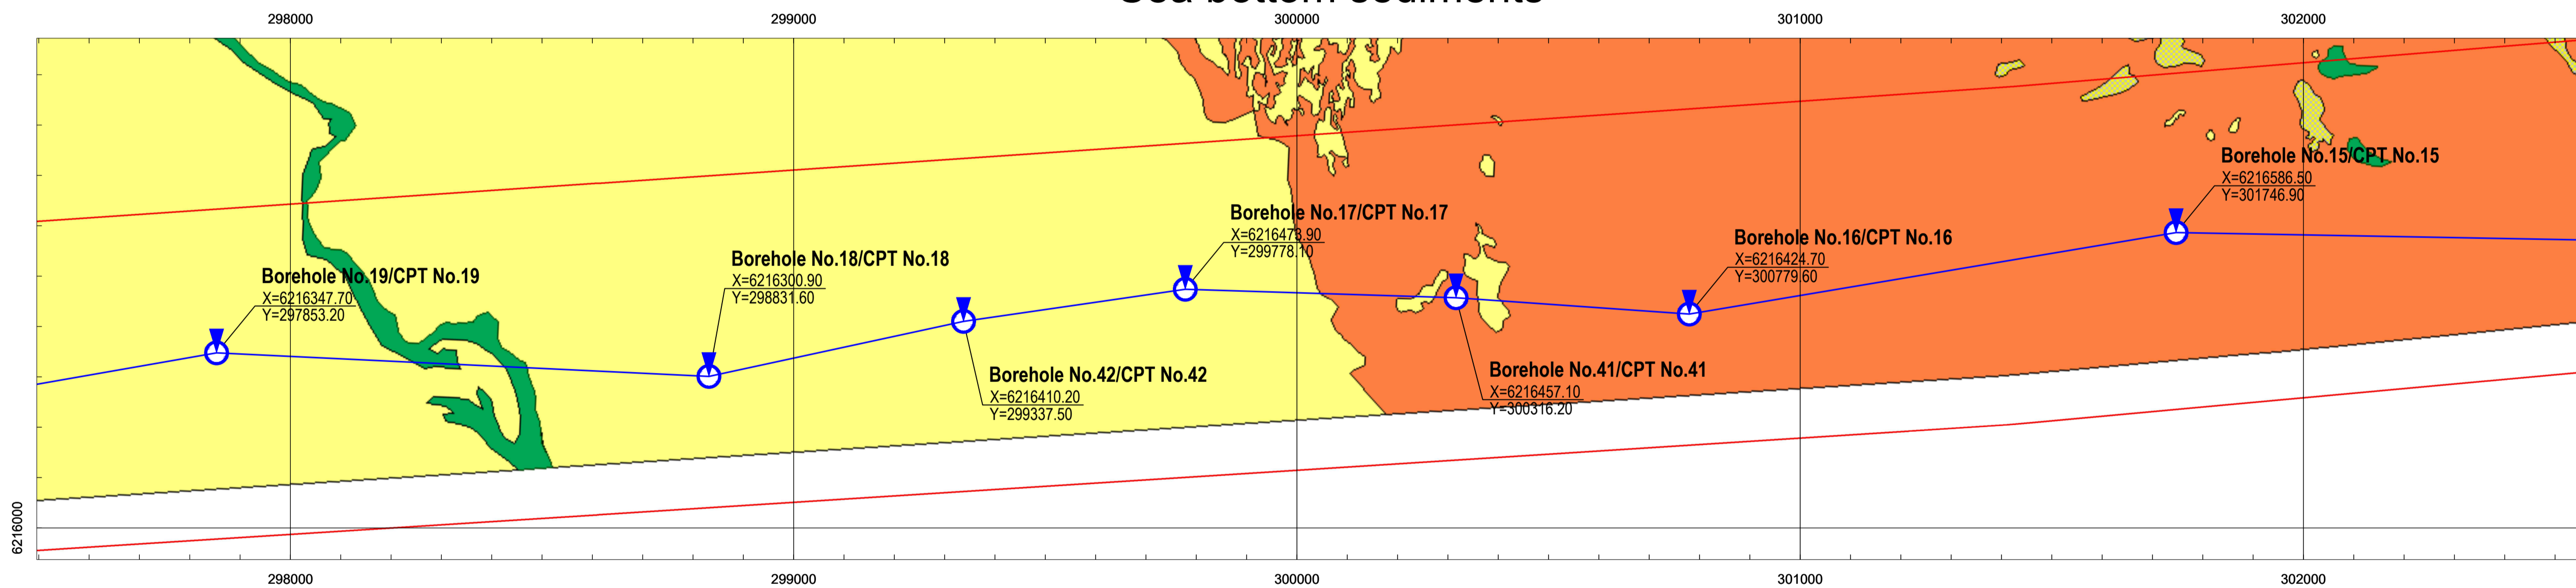 Sea bottom sediments
298000
299000
300000
301000
302000
Borehole No.15/CPT No.15
X=6216586.50
Y=301746.90
Borehole No.17/CPT No.17
X=6216473.90
Y=299778.10
Borehole No.16/CPT No.16
X=6216424.70
Y=300779.60
Borehole No.18/CPT No.18
X=6216300.90
Y=298831.60
Borehole No.19/CPT No.19
X=6216347.70
Y=297853.20
Borehole No.42/CPT No.42
X=6216410.20
Y=299337.50
Borehole No.41/CPT No.41
X=6216457.10
Y=300316.20
6216000
298000
299000
300000
301000
302000